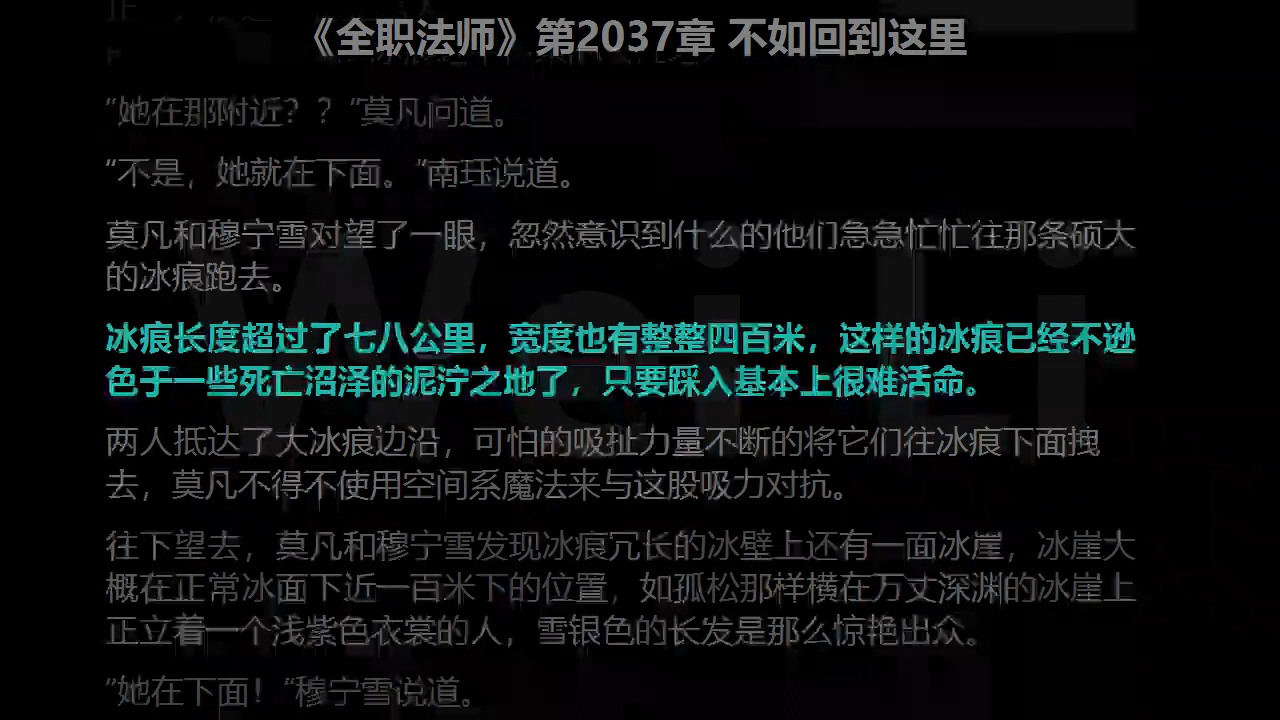 《全职法师》第2037章 不如回到这里
“她在那附近？？”莫凡问道。
“不是，她就在下面。”南珏说道。
莫凡和穆宁雪对望了一眼，忽然意识到什么的他们急急忙忙往那条硕大
的冰痕跑去。
冰痕长度超过了七八公里，宽度也有整整四百米，这样的冰痕已经不逊
色于一些死亡沼泽的泥泞之地了，只要踩入基本上很难活命。
两人抵达了大冰痕边沿，可怕的吸扯力量不断的将它们往冰痕下面拽
去，莫凡不得不使用空间系魔法来与这股吸力对抗。
往下望去，莫凡和穆宁雪发现冰痕冗长的冰壁上还有一面冰崖，冰崖大
概在正常冰面下近一百米下的位置，如孤松那样横在万丈深渊的冰崖上
正立着一个浅紫色衣裳的人，雪银色的长发是那么惊艳出众。
“她在下面！“穆宁雪说道。
Wei Li